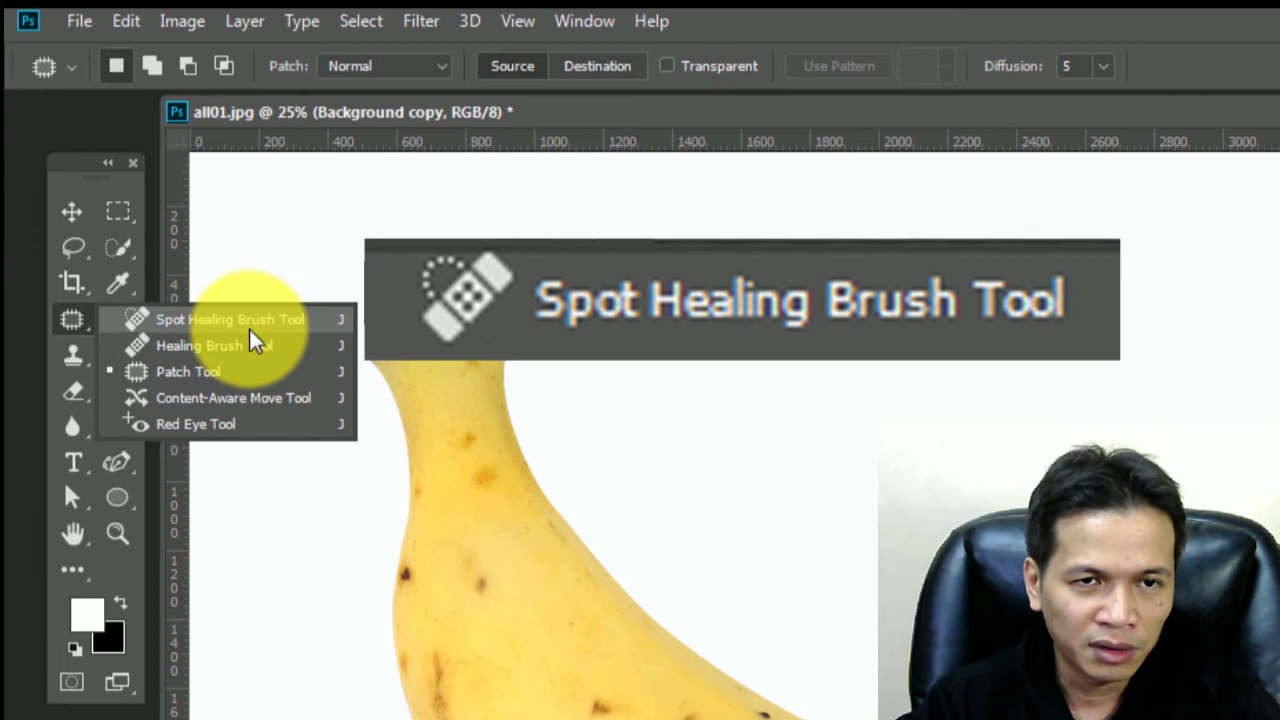 Ps File Edit Image Layer Type Select Filter 3D View Window Help
Patch: Normal Source Destination Transparent Use Pattern Diffusion: 5
Ps all01.jpg @ 25% (Background copy, RGB/8) *
0 200 400 600 800 1000 1200 1400 1600 1800 2000 2200 2400 2600 2800 3000
Spot Healing Brush Tool
Spot Healing Brush Tool J
Healing Brush Tool J
Patch Tool J
Content-Aware Move Tool J
Red Eye Tool J